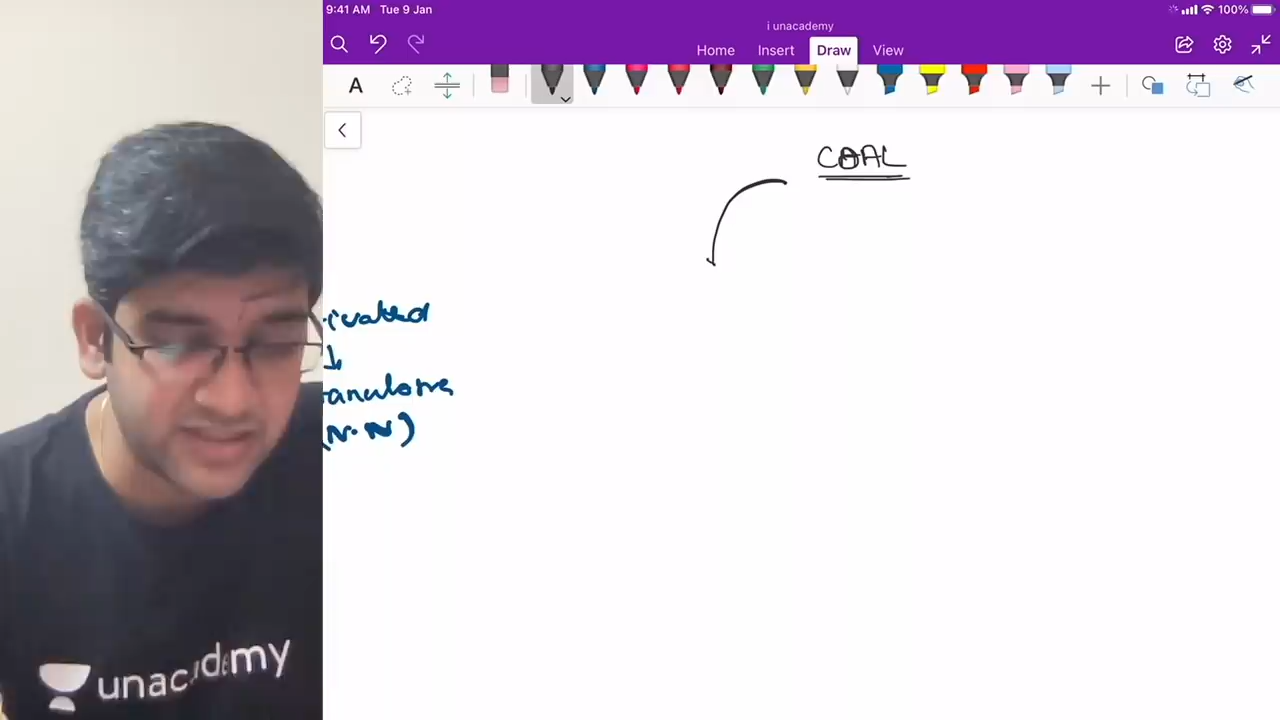 9:41 AM Tue 9 Jan
100%
i unacademy
Home Insert Draw View
A
COAL
(N.N)
unacademy